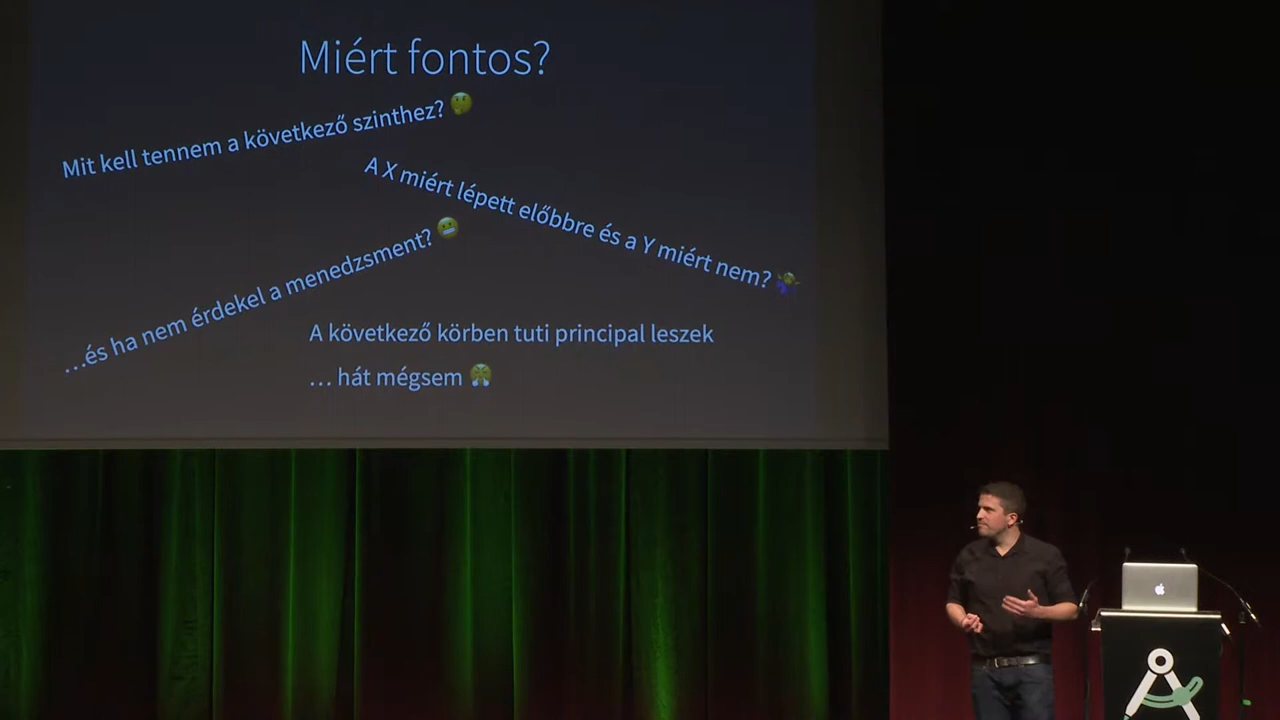 Miért fontos?
Mit kell tennem a következő szinthez? 🤔
A X miért lépett előbbre és a Y miért nem? 🤷‍♂️
…és ha nem érdekel a menedzsment? 😬
A következő körben tuti principal leszek
… hát mégsem 😤